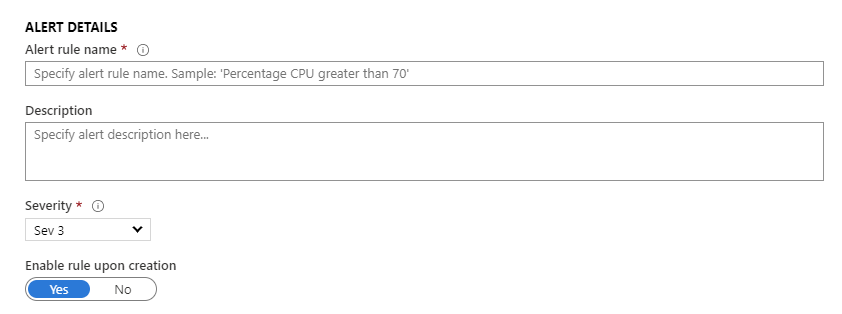 ALERT DETAILS
Alert rule name *
Specify alert rule name. Sample: 'Percentage CPU greater than 70'
Description
Specify alert description here...
Severity *
Sev 3
Enable rule upon creation
Yes No